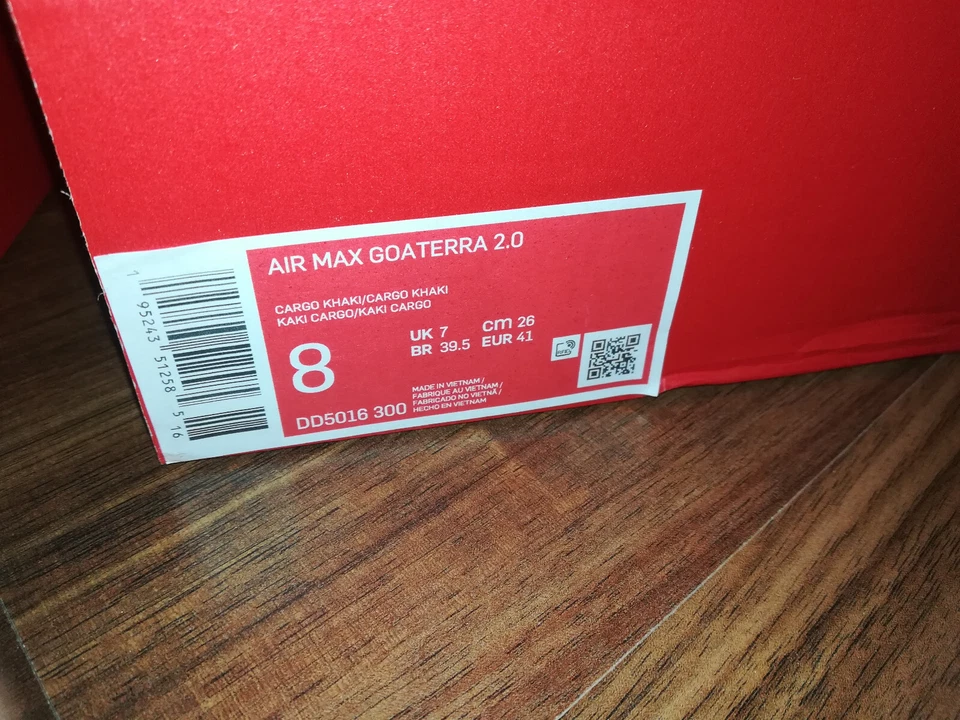 AIR MAX GOATERRA 2.0
CARGO KHAKI/CARGO KHAKI
KAKI CARGO/KAKI CARGO
8
UK 7 cm 26
BR 39.5 EUR 41
DD5016 300
MADE IN VIETNAM /
FABRIQUE AU VIETNAM /
FABRICADO NO VIETNÃ /
HECHO EN VIETNAM
1 95243 51258 5 16